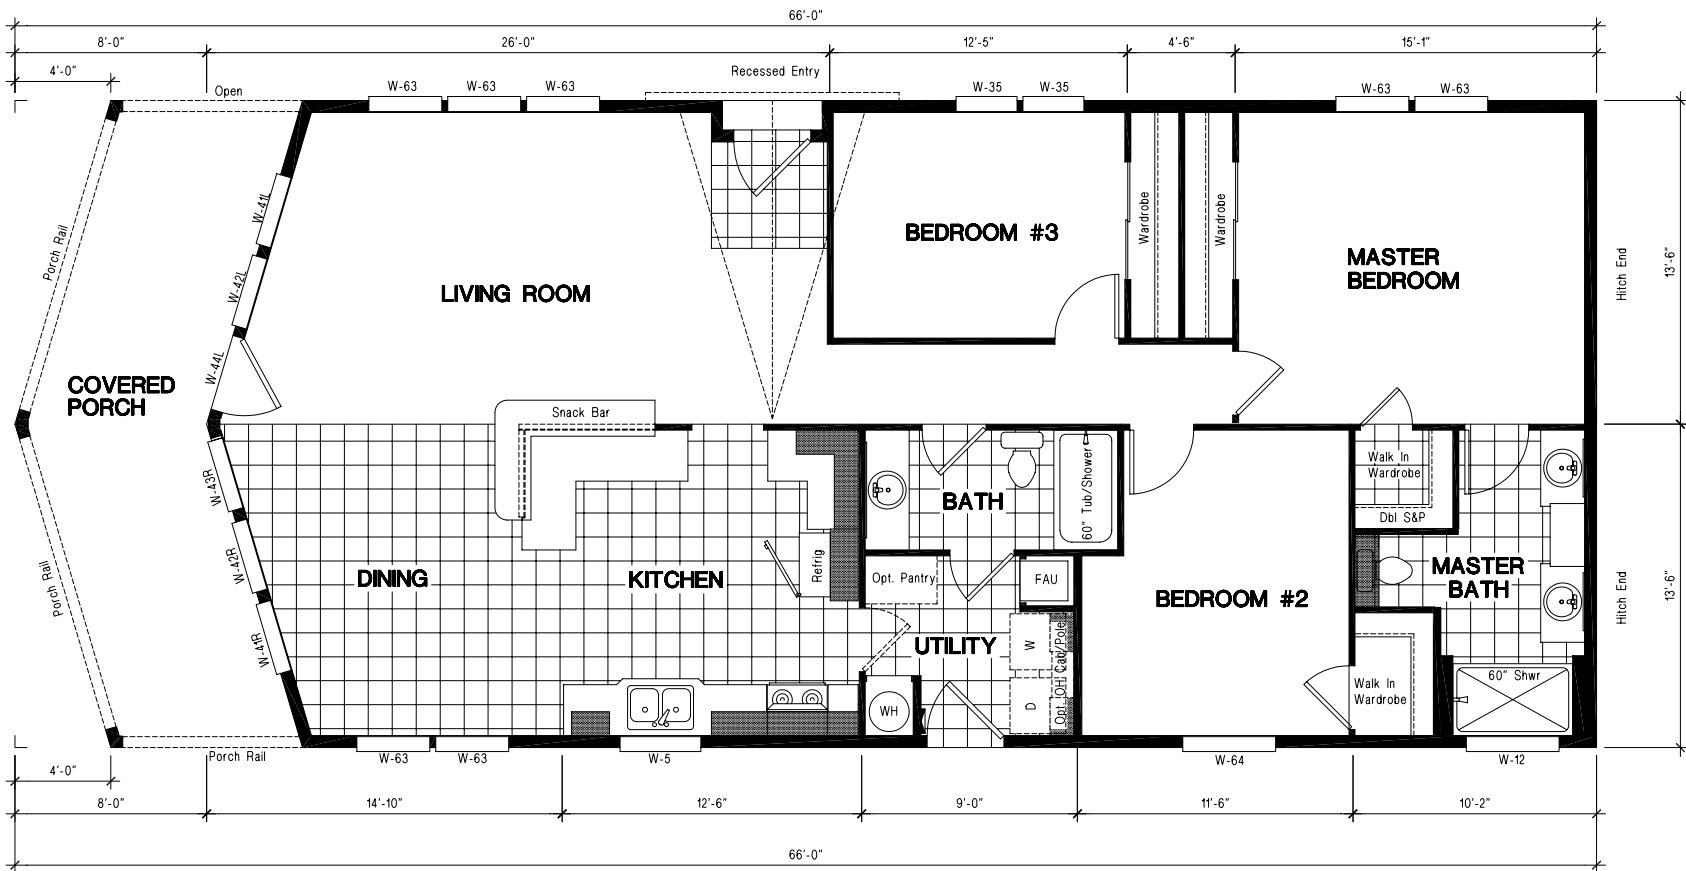 66'-0"
8'-0"
26'-0"
12'-5"
4'-6"
15'-1"
4'-0"
Recessed Entry
Open
W-63
W-63
W-63
W-35
W-35
W-63
W-63
W-41L
W-42L
W-44L
Porch Rail
LIVING ROOM
BEDROOM #3
Wardrobe
Wardrobe
MASTER
BEDROOM
Hitch End
13'-6"
COVERED
PORCH
Snack Bar
W-43R
W-42R
W-41R
Porch Rail
DINING
KITCHEN
Refrig
BATH
60" Tub/Shower
Opt. Pantry
FAU
UTILITY
W
D
Opt. OH Cab/Pole
WH
BEDROOM #2
Walk In
Wardrobe
Dbl S&P
MASTER
BATH
Walk In
Wardrobe
60" Shwr
Hitch End
13'-6"
Porch Rail
W-63
W-63
W-5
W-64
W-12
4'-0"
8'-0"
14'-10"
12'-6"
9'-0"
11'-6"
10'-2"
66'-0"